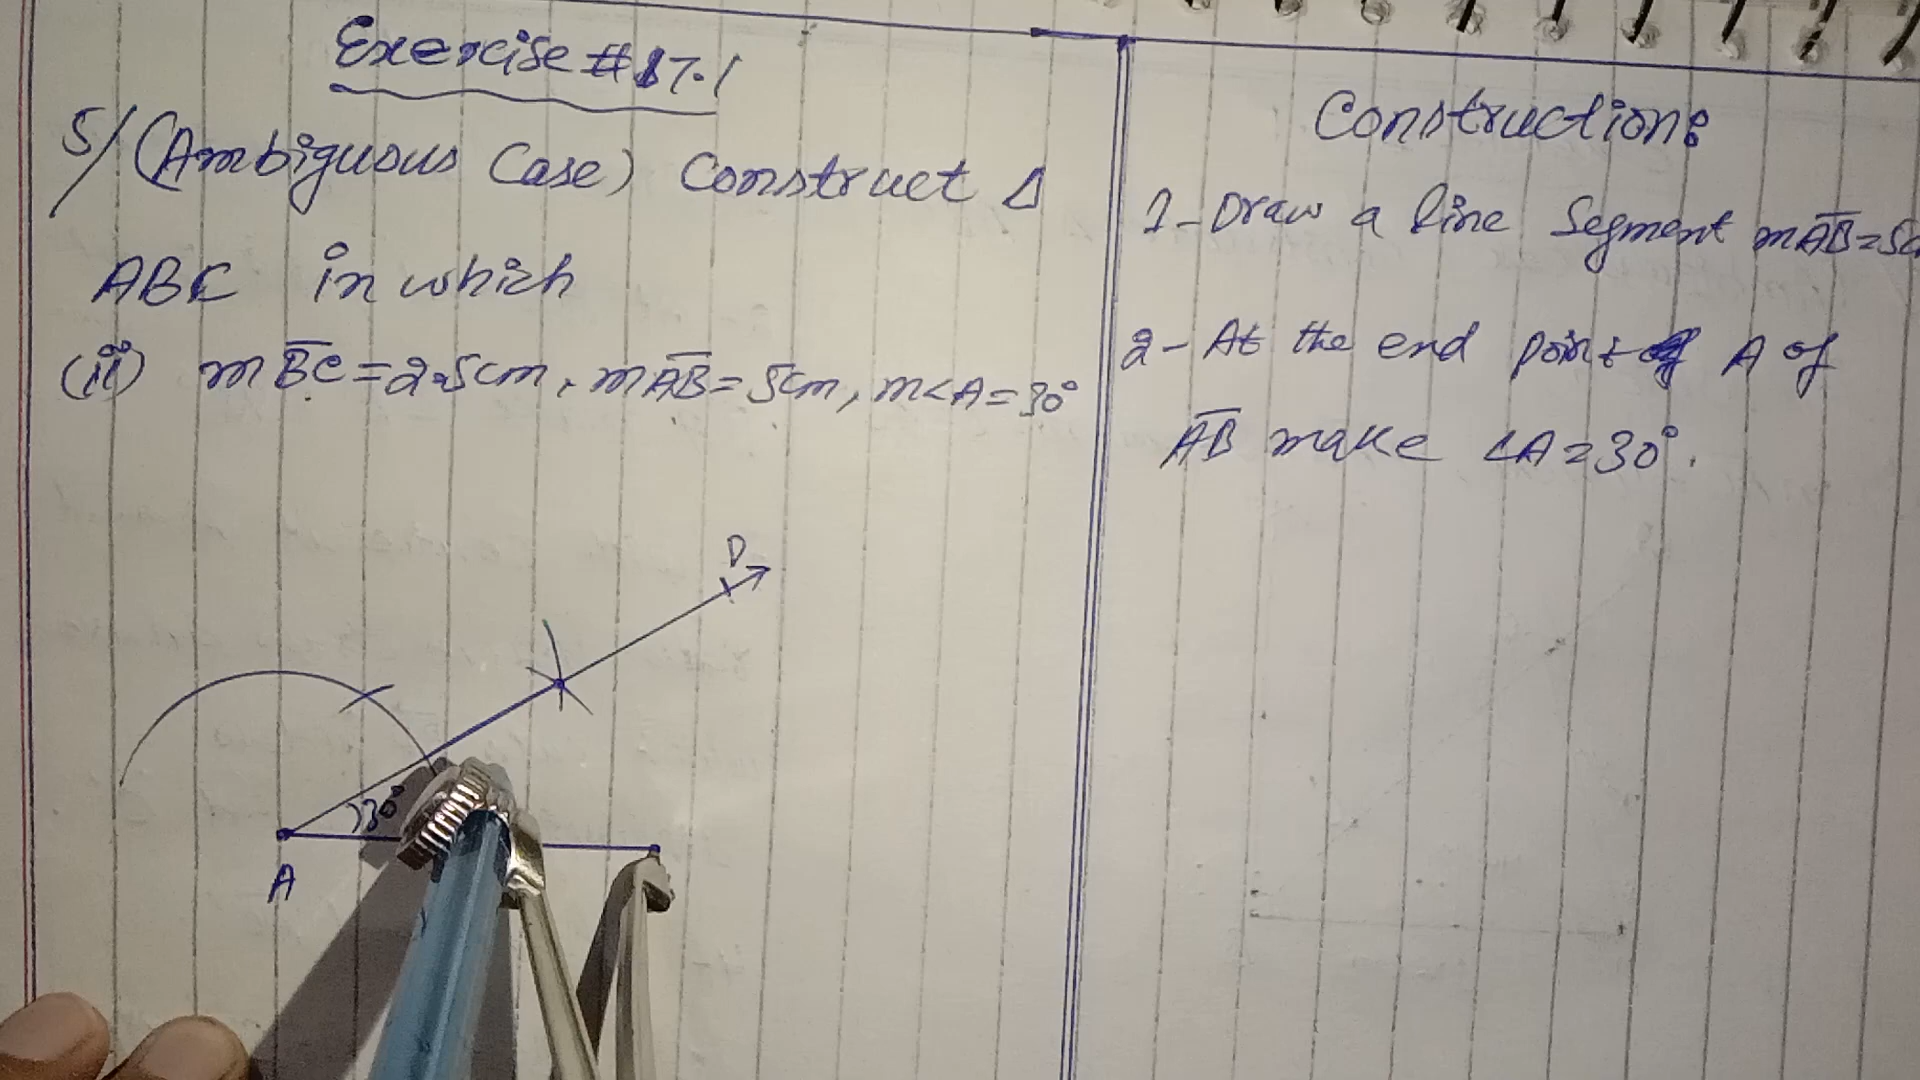 Exercise #17.1
5/ (Ambiguous Case) Construct Δ
ABC in which
(ii) mBC̅=2.5cm, mAB̅=5cm, m<A=30°
D
30°
A
Construction:
1- Draw a line Segment mAB̅=5c
2- At the end point A of
AB̅ make ∠A=30°.